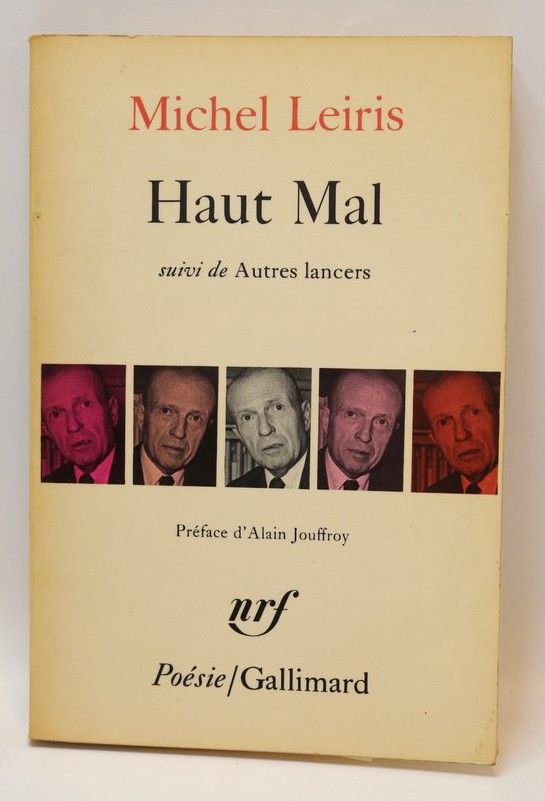 Michel Leiris
Haut Mal
suivi de Autres lancers
Préface d'Alain Jouffroy
nrf
Poésie/Gallimard